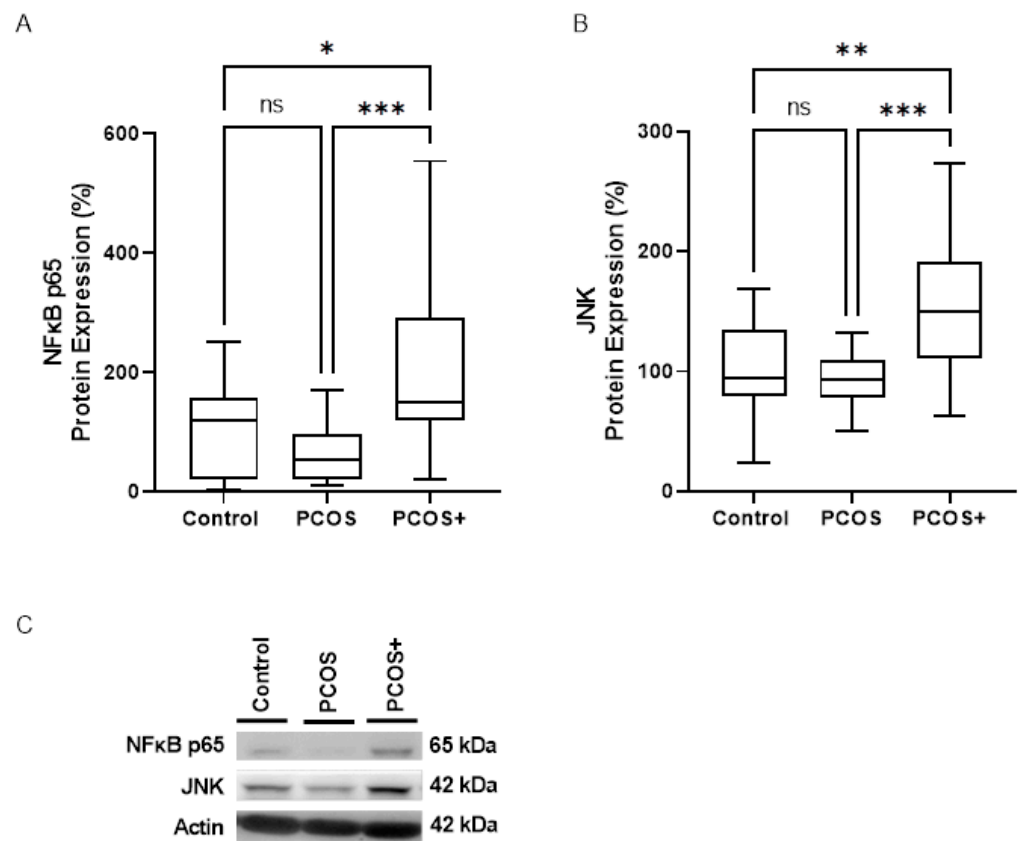 A
B
*
**
ns
***
ns
***
600
400
200
0
NFκB p65
Protein Expression (%)
Control
PCOS
PCOS+
300
200
100
0
JNK
Protein Expression (%)
Control
PCOS
PCOS+
C
Control
PCOS
PCOS+
NFκB p65
65 kDa
JNK
42 kDa
Actin
42 kDa